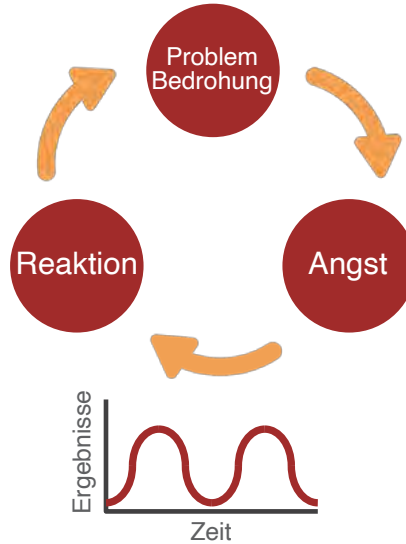 Problem
Bedrohung
Reaktion
Angst
Ergebnisse
Zeit